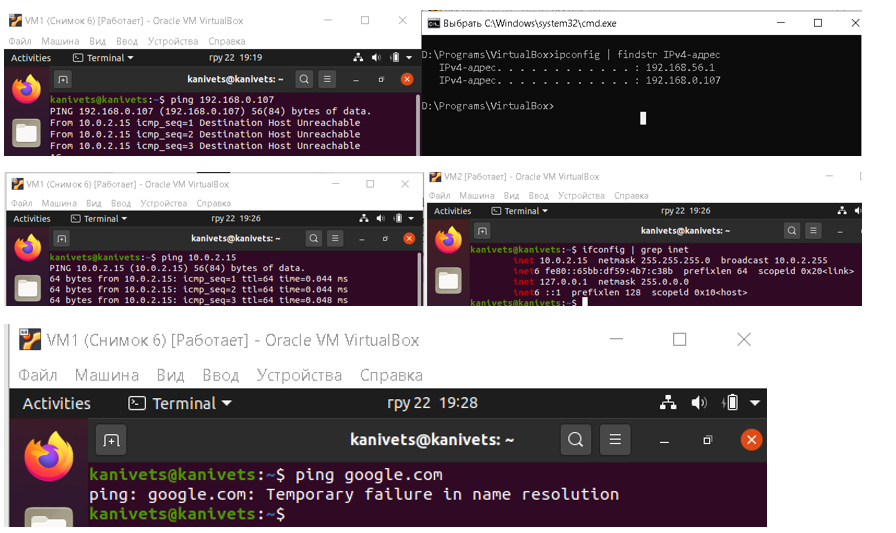 VM1 (Снимок 6) [Работает] - Oracle VM VirtualBox
Файл Машина Вид Ввод Устройства Справка
Activities Terminal гру 22 19:19
kanivets@kanivets: ~
kanivets@kanivets:~$ ping 192.168.0.107
PING 192.168.0.107 (192.168.0.107) 56(84) bytes of data.
From 10.0.2.15 icmp_seq=1 Destination Host Unreachable
From 10.0.2.15 icmp_seq=2 Destination Host Unreachable
From 10.0.2.15 icmp_seq=3 Destination Host Unreachable
Выбрать C:\Windows\system32\cmd.exe
D:\Programs\VirtualBox>ipconfig | findstr IPv4-адрес
IPv4-адрес. . . . . . . . . . . . : 192.168.56.1
IPv4-адрес. . . . . . . . . . . . : 192.168.0.107
D:\Programs\VirtualBox>
VM1 (Снимок 6) [Работает] - Oracle VM VirtualBox
Файл Машина Вид Ввод Устройства Справка
Activities Terminal гру 22 19:26
kanivets@kanivets: ~
kanivets@kanivets:~$ ping 10.0.2.15
PING 10.0.2.15 (10.0.2.15) 56(84) bytes of data.
64 bytes from 10.0.2.15: icmp_seq=1 ttl=64 time=0.044 ms
64 bytes from 10.0.2.15: icmp_seq=2 ttl=64 time=0.044 ms
64 bytes from 10.0.2.15: icmp_seq=3 ttl=64 time=0.048 ms
VM2 [Работает] - Oracle VM VirtualBox
Файл Машина Вид Ввод Устройства Справка
Activities Terminal гру 22 19:26
kanivets@kanivets: ~
kanivets@kanivets:~$ ifconfig | grep inet
inet 10.0.2.15 netmask 255.255.255.0 broadcast 10.0.2.255
inet6 fe80::65bb:df59:4b7:c38b prefixlen 64 scopeid 0x20<link>
inet 127.0.0.1 netmask 255.0.0.0
inet6 ::1 prefixlen 128 scopeid 0x10<host>
kanivets@kanivets:~$
VM1 (Снимок 6) [Работает] - Oracle VM VirtualBox
Файл Машина Вид Ввод Устройства Справка
Activities Terminal гру 22 19:28
kanivets@kanivets: ~
kanivets@kanivets:~$ ping google.com
ping: google.com: Temporary failure in name resolution
kanivets@kanivets:~$